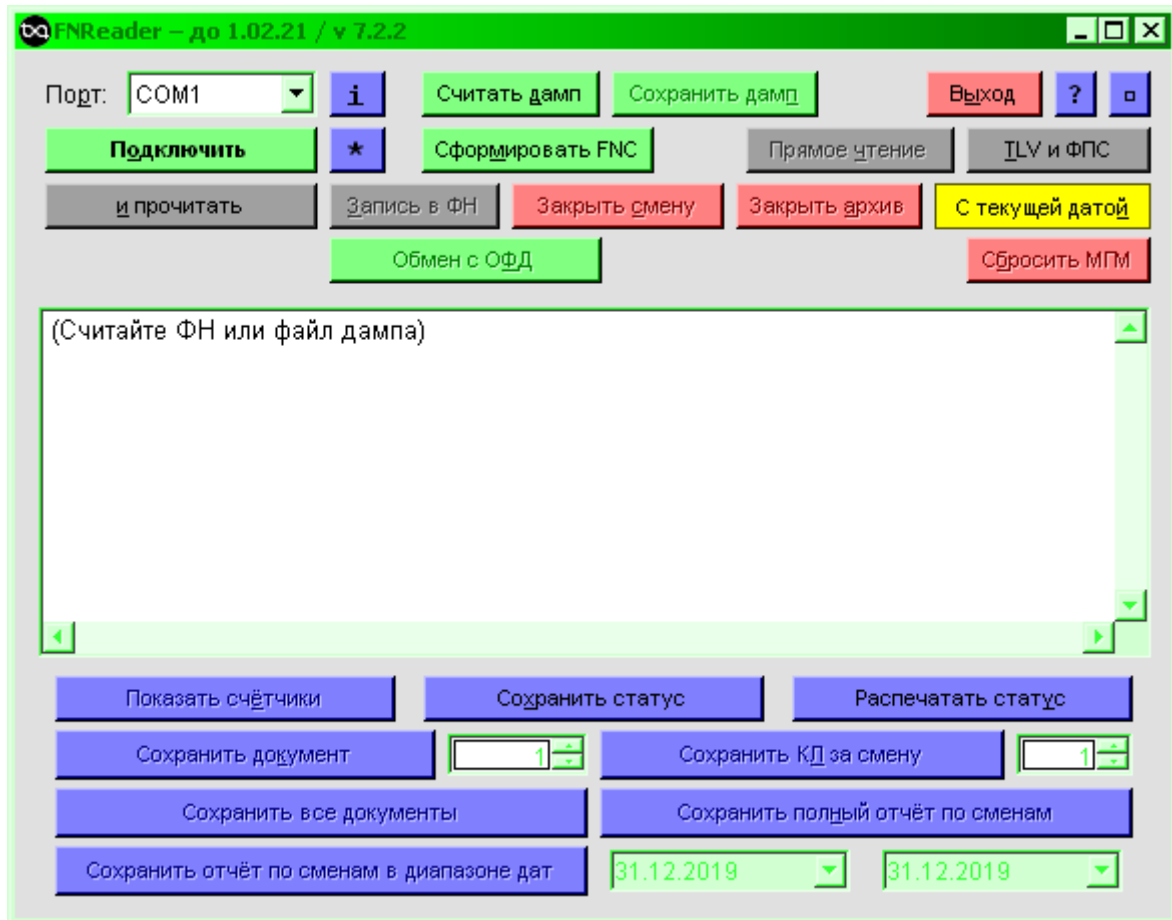 FNReader – до 1.02.21 / v 7.2.2
Порт: COM1 i Считать дамп Сохранить дамп Выход ?
Подключить * Сформировать FNC Прямое чтение TLV и ФПС
и прочитать Запись в ФН Закрыть смену Закрыть архив С текущей датой
Обмен с ОФД Сбросить МГМ
(Считайте ФН или файл дампа)
Показать счётчики Сохранить статус Распечатать статус
Сохранить документ 1 Сохранить КЛ за смену 1
Сохранить все документы Сохранить полный отчёт по сменам
Сохранить отчёт по сменам в диапазоне дат 31.12.2019 31.12.2019